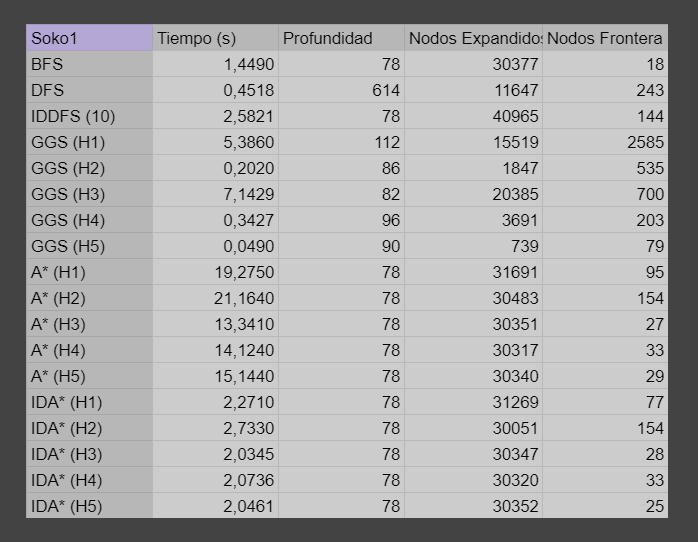 Soko1 Tiempo (s) Profundidad Nodos Expandidos Nodos Frontera
BFS 1,4490 78 30377 18
DFS 0,4518 614 11647 243
IDDFS (10) 2,5821 78 40965 144
GGS (H1) 5,3860 112 15519 2585
GGS (H2) 0,2020 86 1847 535
GGS (H3) 7,1429 82 20385 700
GGS (H4) 0,3427 96 3691 203
GGS (H5) 0,0490 90 739 79
A* (H1) 19,2750 78 31691 95
A* (H2) 21,1640 78 30483 154
A* (H3) 13,3410 78 30351 27
A* (H4) 14,1240 78 30317 33
A* (H5) 15,1440 78 30340 29
IDA* (H1) 2,2710 78 31269 77
IDA* (H2) 2,7330 78 30051 154
IDA* (H3) 2,0345 78 30347 28
IDA* (H4) 2,0736 78 30320 33
IDA* (H5) 2,0461 78 30352 25